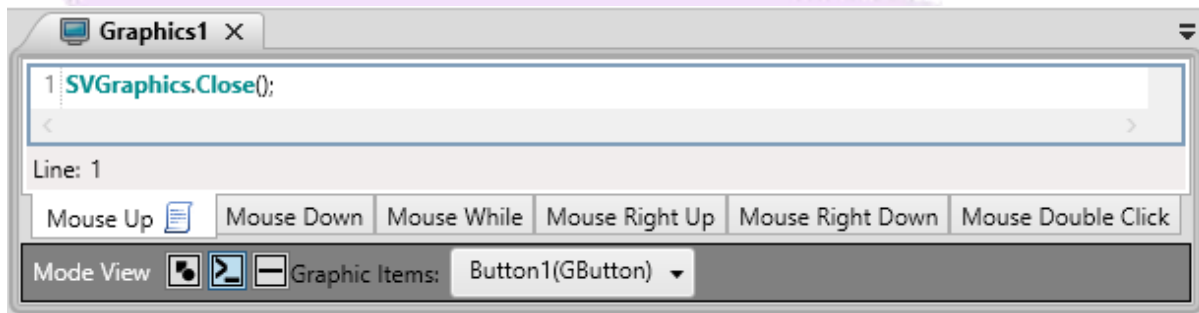 Graphics1
1 SVGraphics.Close();
Line: 1
Mouse Up Mouse Down Mouse While Mouse Right Up Mouse Right Down Mouse Double Click
Mode View Graphic Items: Button1(GButton)